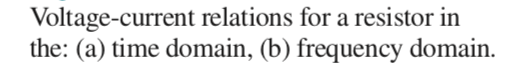 Voltage-current relations for a resistor in
the: (a) time domain, (b) frequency domain.